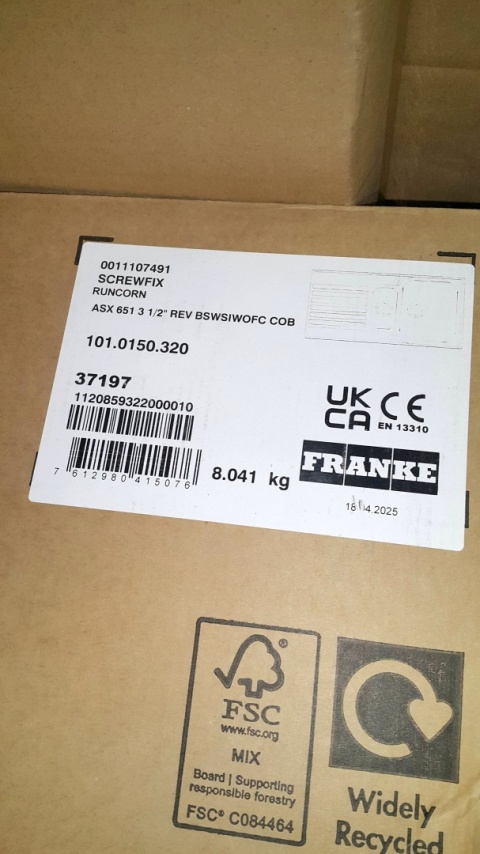 0011107491
SCREWFIX
RUNCORN
ASX 651 3 1/2" REV BSWSIWOFC COB
101.0150.320
37197
1120859322000010
7 612980 415076
8.041 kg
UK
CA
CE
EN 13310
FRANKE
18.4.2025
FSC®
www.fsc.org
MIX
Board | Supporting
responsible forestry
FSC® C084464
Widely
Recycled